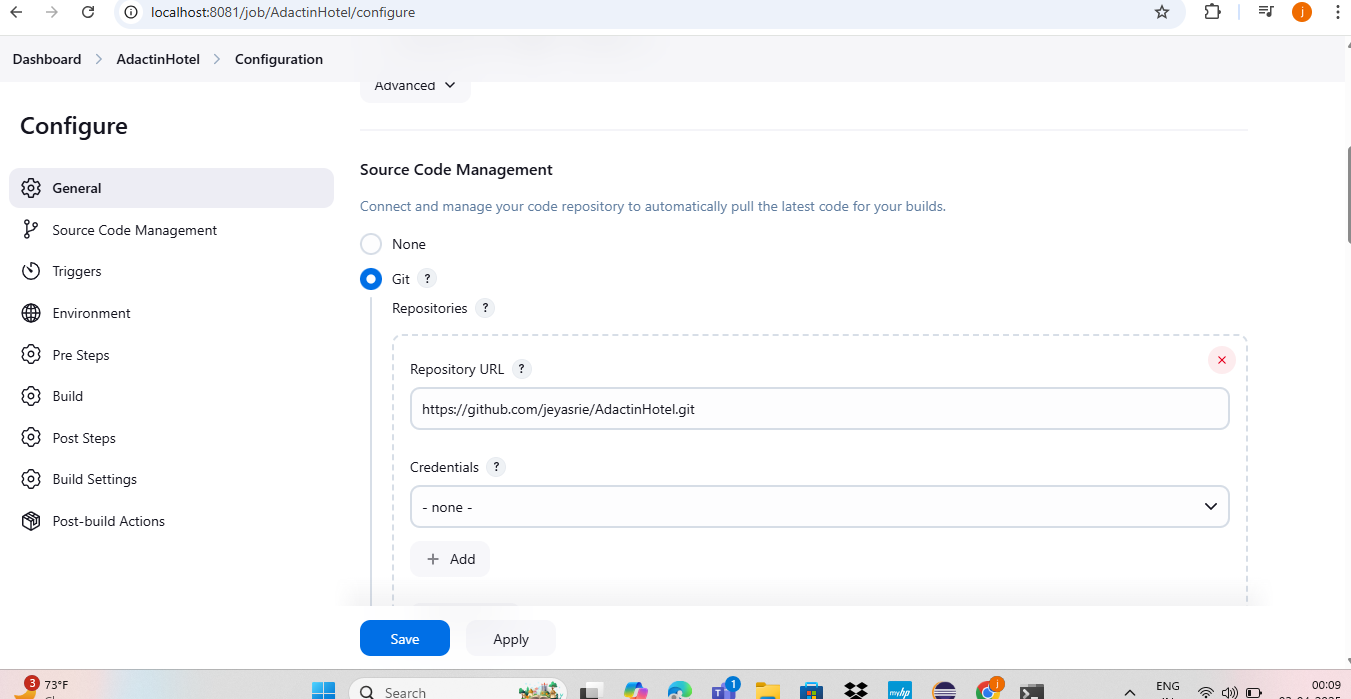 localhost:8081/job/AdactinHotel/configure
j
Dashboard > AdactinHotel > Configuration
Advanced
Configure
General
Source Code Management
Triggers
Environment
Pre Steps
Build
Post Steps
Build Settings
Post-build Actions
Source Code Management
Connect and manage your code repository to automatically pull the latest code for your builds.
None
Git ?
Repositories ?
Repository URL ?
https://github.com/jeyasrie/AdactinHotel.git
Credentials ?
- none -
+ Add
Save
Apply
3
73°F
Search
1
myhp
j
ENG
00:09